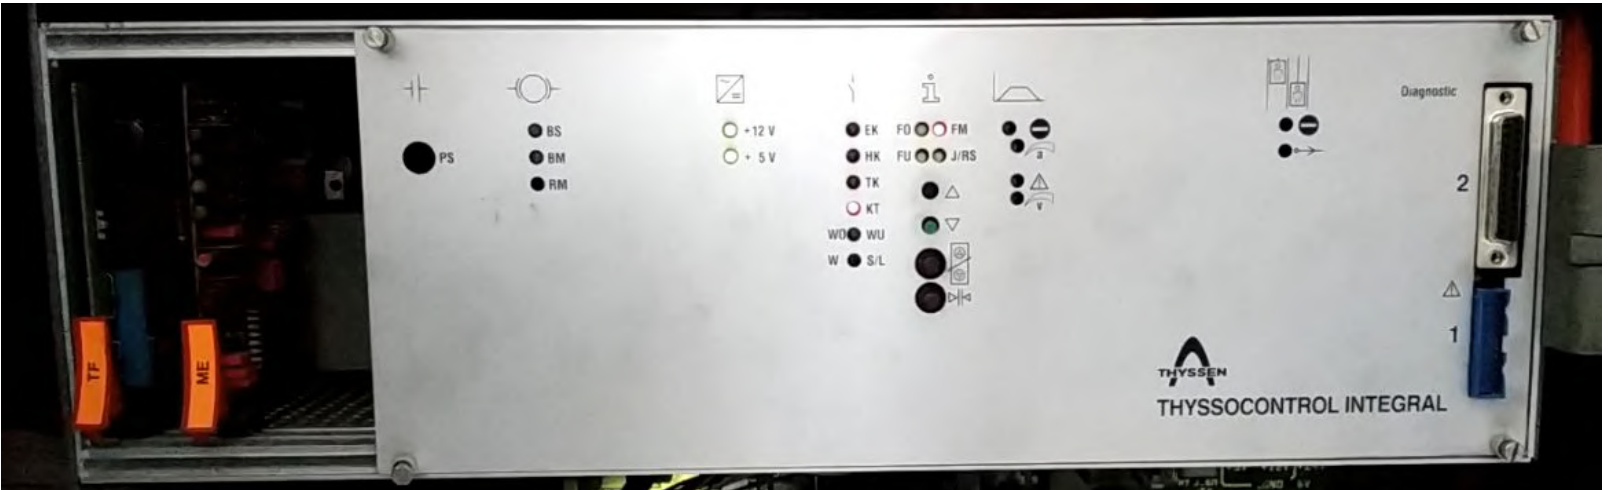 PS
BS
BM
RM
+12 V
+ 5 V
EK
HK
TK
KT
WO WU
W S/L
FO FM
FU J/RS
a
v
Diagnostic
2
1
THYSSEN
THYSSOCONTROL INTEGRAL
TF
ME